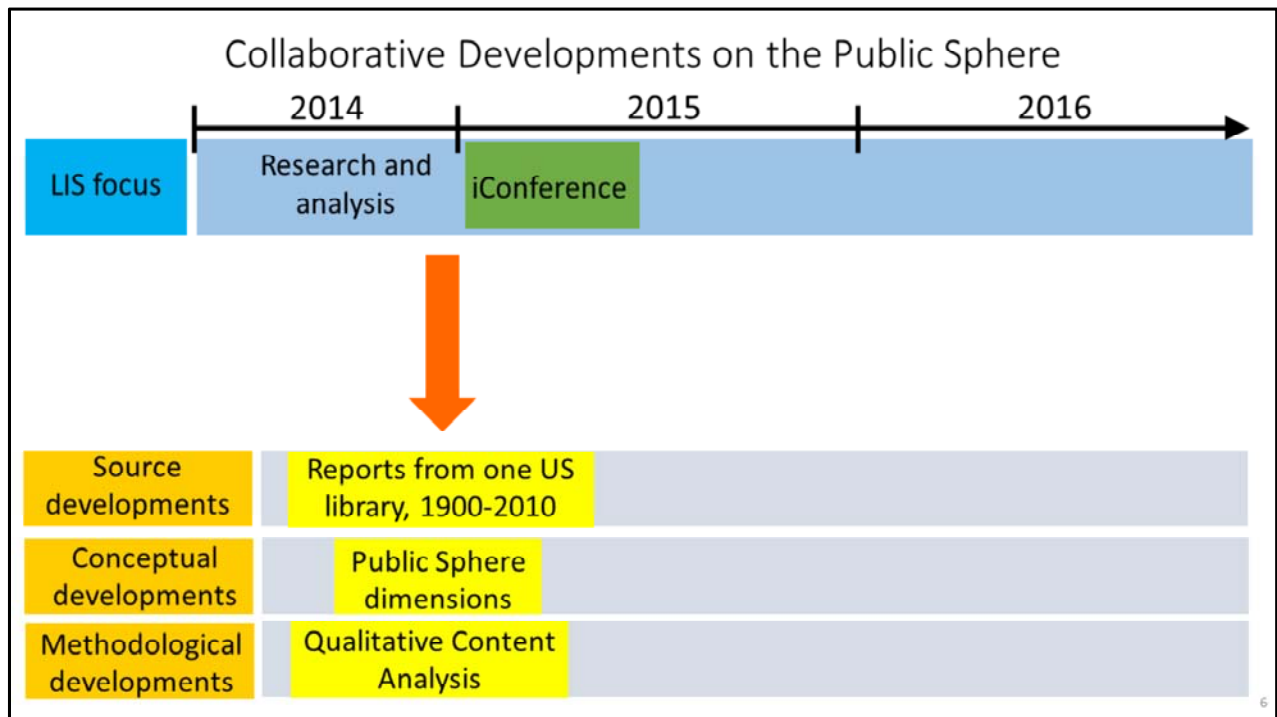 Collaborative Developments on the Public Sphere
2014
2015
2016
LIS focus
Research and
analysis
iConference
Source
developments
Reports from one US
library, 1900-2010
Conceptual
developments
Public Sphere
dimensions
Methodological
developments
Qualitative Content
Analysis
6